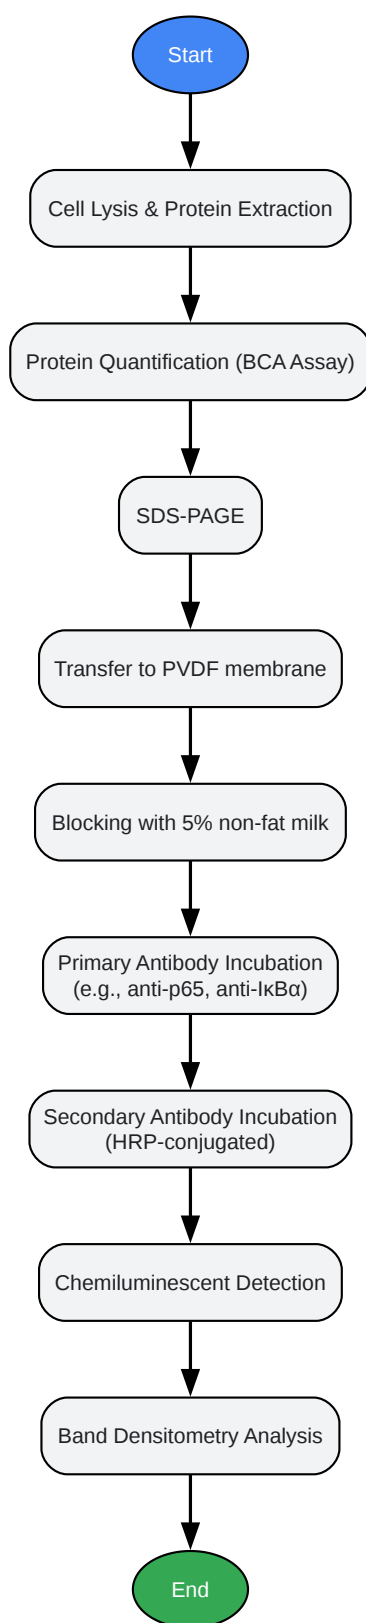 Start
Cell Lysis & Protein Extraction
Protein Quantification (BCA Assay)
SDS-PAGE
Transfer to PVDF membrane
Blocking with 5% non-fat milk
Primary Antibody Incubation
(e.g., anti-p65, anti-IκBα)
Secondary Antibody Incubation
(HRP-conjugated)
Chemiluminescent Detection
Band Densitometry Analysis
End